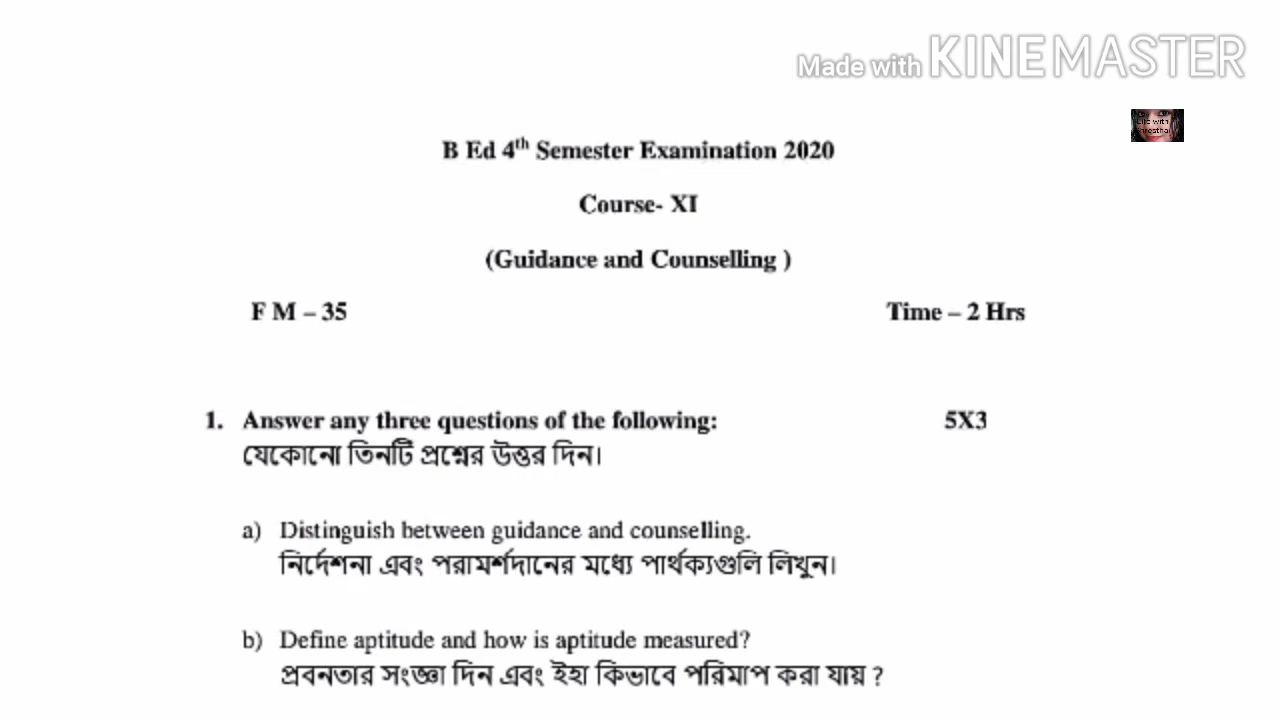 Made with KINEMASTER
Life with
B Ed 4th Semester Examination 2020
Course- XI
(Guidance and Counselling )
F M – 35 Time – 2 Hrs
1. Answer any three questions of the following: 5X3
যেকোনো তিনটি প্রশ্নের উত্তর দিন।
a) Distinguish between guidance and counselling.
নির্দেশনা এবং পরামর্শদানের মধ্যে পার্থক্যগুলি লিখুন।
b) Define aptitude and how is aptitude measured?
প্রবনতার সংজ্ঞা দিন এবং ইহা কিভাবে পরিমাপ করা যায় ?